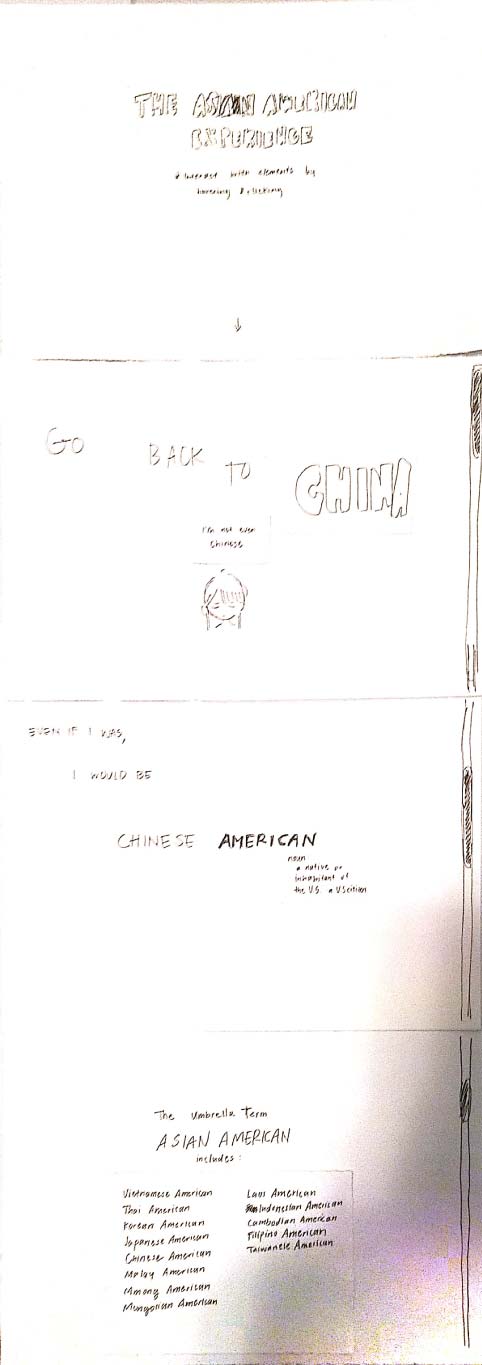 THE ASIAN AMERICAN
EXPERIENCE
* Interact with elements by
hovering & clicking
↓
GO BACK TO CHINA
I'm not even
Chinese
EVEN IF I WAS,
I WOULD BE
CHINESE AMERICAN
noun
a native or
inhabitant of
the U.S. a US citizen
The Umbrella Term
ASIAN AMERICAN
includes:
Vietnamese American
Thai American
Korean American
Japanese American
Chinese American
Malay American
Hmong American
Mongolian American
Laos American
Indonesian American
Cambodian American
Filipino American
Taiwanese American